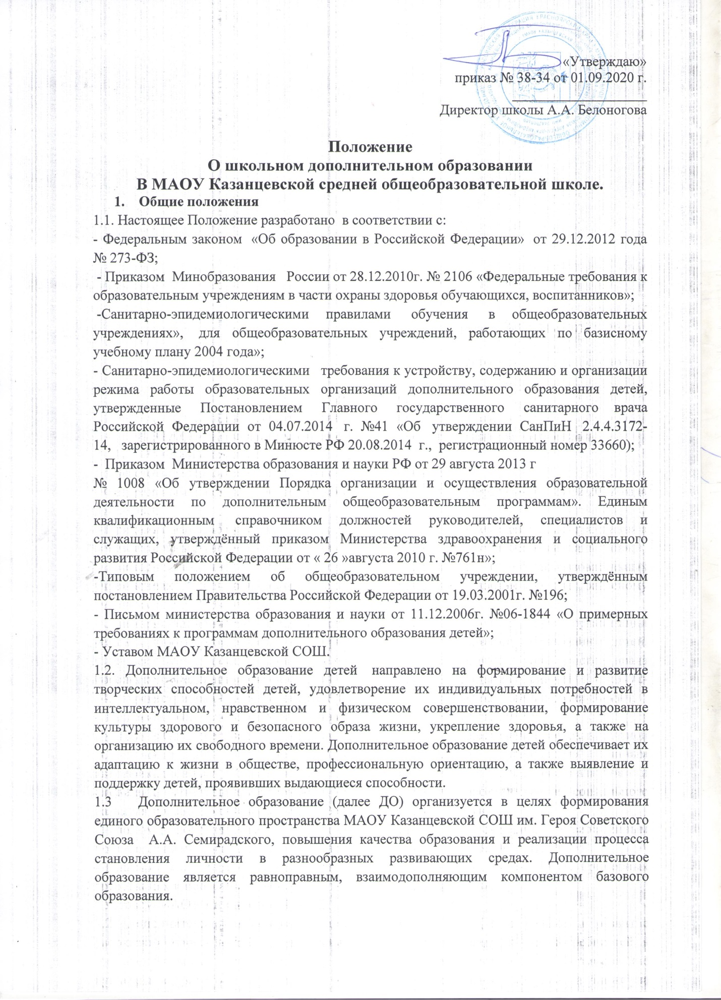 «Утверждаю»
приказ № 38-34 от 01.09.2020 г.
Директор школы А.А. Белоногова
Положение
О школьном дополнительном образовании
В МАОУ Казанцевской средней общеобразовательной школе.
1. Общие положения
1.1. Настоящее Положение разработано в соответствии с:
- Федеральным законом «Об образовании в Российской Федерации» от 29.12.2012 года
№ 273-ФЗ;
- Приказом Минобразования России от 28.12.2010г. № 2106 «Федеральные требования к
образовательным учреждениям в части охраны здоровья обучающихся, воспитанников»;
-Санитарно-эпидемиологическими правилами обучения в общеобразовательных
учреждениях», для общеобразовательных учреждений, работающих по базисному
учебному плану 2004 года»;
- Санитарно-эпидемиологическими требования к устройству, содержанию и организации
режима работы образовательных организаций дополнительного образования детей,
утвержденные Постановлением Главного государственного санитарного врача
Российской Федерации от 04.07.2014 г. №41 «Об утверждении СанПиН 2.4.4.3172-
14, зарегистрированного в Минюсте РФ 20.08.2014 г., регистрационный номер 33660);
- Приказом Министерства образования и науки РФ от 29 августа 2013 г
№ 1008 «Об утверждении Порядка организации и осуществления образовательной
деятельности по дополнительным общеобразовательным программам». Единым
квалификационным справочником должностей руководителей, специалистов и
служащих, утверждённый приказом Министерства здравоохранения и социального
развития Российской Федерации от « 26 »августа 2010 г. №761н»;
-Типовым положением об общеобразовательном учреждении, утверждённым
постановлением Правительства Российской Федерации от 19.03.2001г. №196;
- Письмом министерства образования и науки от 11.12.2006г. №06-1844 «О примерных
требованиях к программам дополнительного образования детей»;
- Уставом МАОУ Казанцевской СОШ.
1.2. Дополнительное образование детей направлено на формирование и развитие
творческих способностей детей, удовлетворение их индивидуальных потребностей в
интеллектуальном, нравственном и физическом совершенствовании, формирование
культуры здорового и безопасного образа жизни, укрепление здоровья, а также на
организацию их свободного времени. Дополнительное образование детей обеспечивает их
адаптацию к жизни в обществе, профессиональную ориентацию, а также выявление и
поддержку детей, проявивших выдающиеся способности.
1.3 Дополнительное образование (далее ДО) организуется в целях формирования
единого образовательного пространства МАОУ Казанцевской СОШ им. Героя Советского
Союза А.А. Семирадского, повышения качества образования и реализации процесса
становления личности в разнообразных развивающих средах. Дополнительное
образование является равноправным, взаимодополняющим компонентом базового
образования.